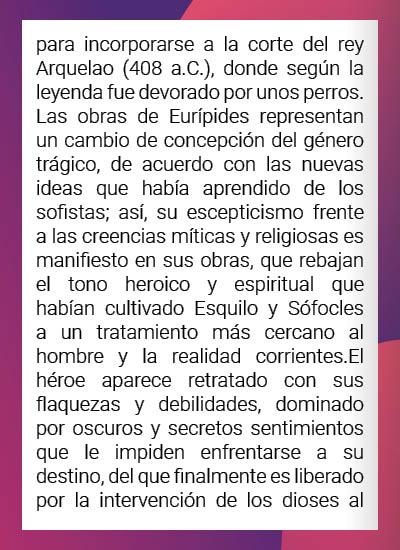 para incorporarse a la corte del rey
Arquelao (408 a.C.), donde según la
leyenda fue devorado por unos perros.
Las obras de Eurípides representan
un cambio de concepción del género
trágico, de acuerdo con las nuevas
ideas que había aprendido de los
sofistas; así, su escepticismo frente
a las creencias míticas y religiosas es
manifiesto en sus obras, que rebajan
el tono heroico y espiritual que
habían cultivado Esquilo y Sófocles
a un tratamiento más cercano al
hombre y la realidad corrientes.El
héroe aparece retratado con sus
flaquezas y debilidades, dominado
por oscuros y secretos sentimientos
que le impiden enfrentarse a su
destino, del que finalmente es liberado
por la intervención de los dioses al